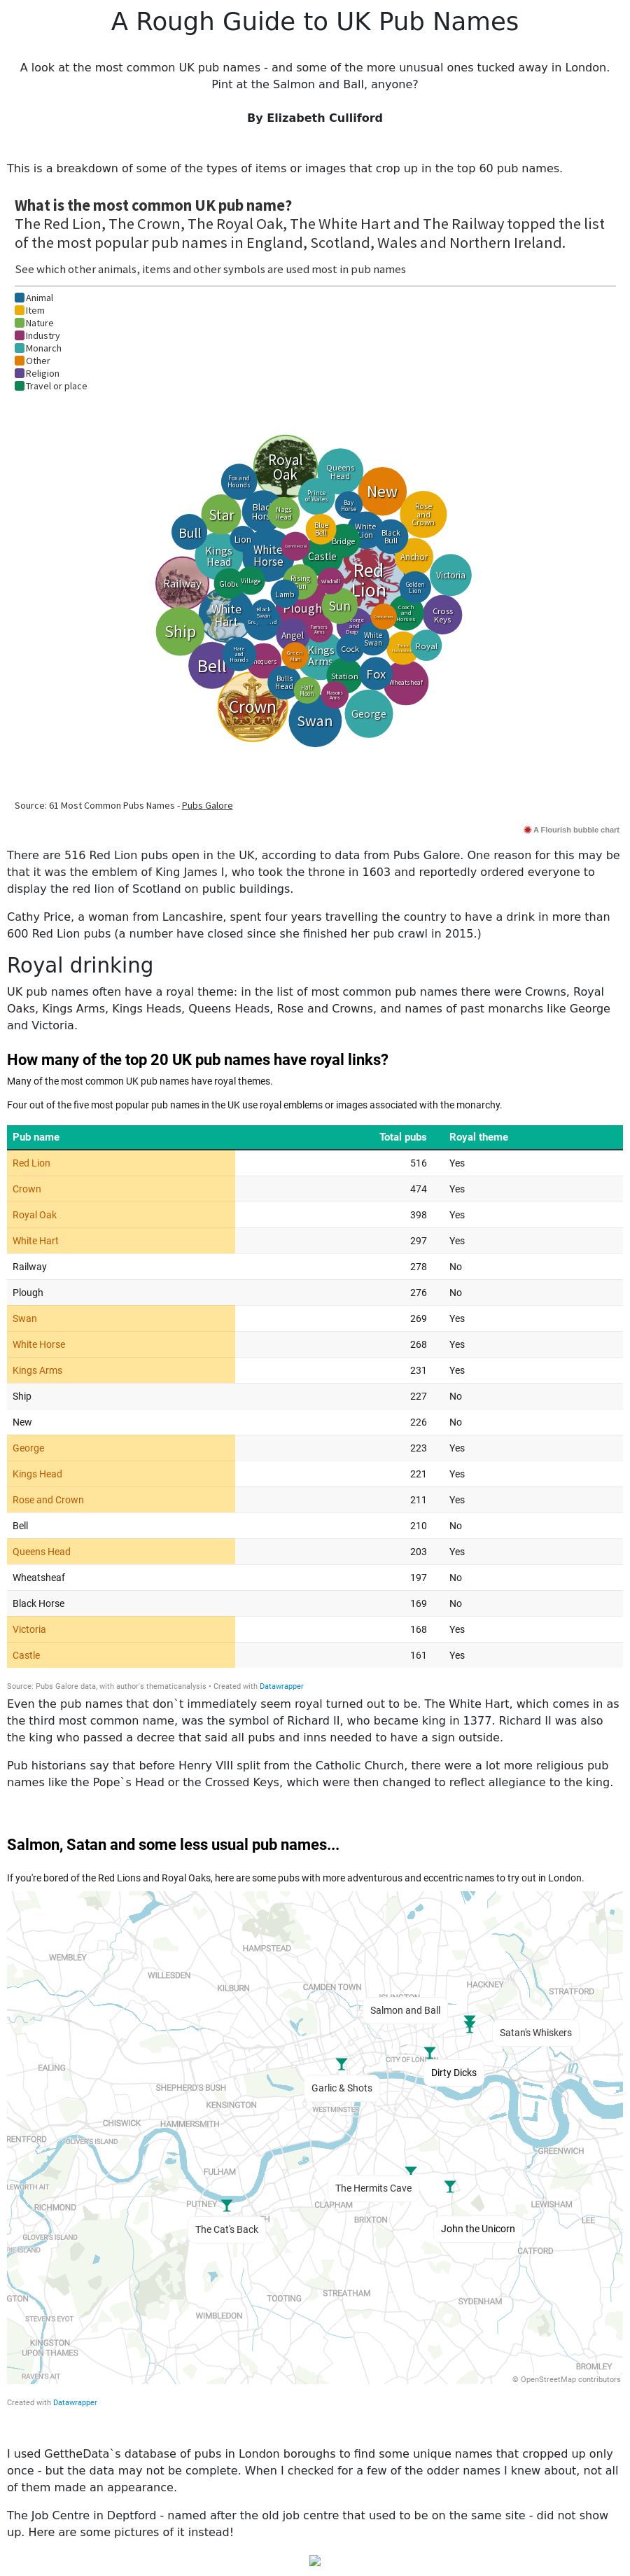 A Rough Guide to UK Pub Names
A look at the most common UK pub names - and some of the more unusual ones tucked away in London.
Pint at the Salmon and Ball, anyone?
By Elizabeth Culliford
This is a breakdown of some of the types of items or images that crop up in the top 60 pub names.
What is the most common UK pub name?
The Red Lion, The Crown, The Royal Oak, The White Hart and The Railway topped the list
of the most popular pub names in England, Scotland, Wales and Northern Ireland.
See which other animals, items and other symbols are used most in pub names
Animal
Item
Nature
Industry
Monarch
Other
Religion
Travel or place
Royal
Oak
Queens
Head
Fox and
Hounds
Prince
of Wales
New
Bay
Horse
Rose
and
Crown
Star
Black
Nags
Head
Blue
Bell
White
Lion
Black
Bull
Bull
Lion
Bridge
Kings
Head
White
Horse
Castle
Anchor
Red
Lion
Victoria
Railway
Globe
Village
Rising
Sun
Golden
Lion
Lamb
Plough
Sun
Coach
and
Horses
Cross
Keys
White
Hart
Black
Swan
Ship
Angel
Farmers
Arms
White
Swan
Royal
Hare
and
Hounds
Green
Man
Kings
Arms
Cock
Bell
Station
Fox
Wheatsheaf
Bulls
Head
Half
Moon
Masons
Arms
Crown
Swan
George
Source: 61 Most Common Pubs Names - Pubs Galore
A Flourish bubble chart
There are 516 Red Lion pubs open in the UK, according to data from Pubs Galore. One reason for this may be
that it was the emblem of King James I, who took the throne in 1603 and reportedly ordered everyone to
display the red lion of Scotland on public buildings.
Cathy Price, a woman from Lancashire, spent four years travelling the country to have a drink in more than
600 Red Lion pubs (a number have closed since she finished her pub crawl in 2015.)
Royal drinking
UK pub names often have a royal theme: in the list of most common pub names there were Crowns, Royal
Oaks, Kings Arms, Kings Heads, Queens Heads, Rose and Crowns, and names of past monarchs like George
and Victoria.
How many of the top 20 UK pub names have royal links?
Many of the most common UK pub names have royal themes.
Four out of the five most popular pub names in the UK use royal emblems or images associated with the monarchy.
Pub name Total pubs Royal theme
Red Lion 516 Yes
Crown 474 Yes
Royal Oak 398 Yes
White Hart 297 Yes
Railway 278 No
Plough 276 No
Swan 269 Yes
White Horse 268 Yes
Kings Arms 231 Yes
Ship 227 No
New 226 No
George 223 Yes
Kings Head 221 Yes
Rose and Crown 211 Yes
Bell 210 No
Queens Head 203 Yes
Wheatsheaf 197 No
Black Horse 169 No
Victoria 168 Yes
Castle 161 Yes
Source: Pubs Galore data, with author's thematicanalysis • Created with Datawrapper
Even the pub names that don`t immediately seem royal turned out to be. The White Hart, which comes in as
the third most common name, was the symbol of Richard II, who became king in 1377. Richard II was also
the king who passed a decree that said all pubs and inns needed to have a sign outside.
Pub historians say that before Henry VIII split from the Catholic Church, there were a lot more religious pub
names like the Pope`s Head or the Crossed Keys, which were then changed to reflect allegiance to the king.
Salmon, Satan and some less usual pub names...
If you're bored of the Red Lions and Royal Oaks, here are some pubs with more adventurous and eccentric names to try out in London.
HAMPSTEAD
WEMBLEY
WILLESDEN
KILBURN
CAMDEN TOWN
HACKNEY
STRATFORD
Salmon and Ball
Satan's Whiskers
CITY OF LONDON
Dirty Dicks
EALING
SHEPHERD'S BUSH
Garlic & Shots
KENSINGTON
WESTMINSTER
CHISWICK
HAMMERSMITH
OLIVER'S ISLAND
GREENWICH
FULHAM
The Hermits Cave
RICHMOND
PUTNEY
CLAPHAM
LEWISHAM
BRIXTON
LEE
The Cat's Back
John the Unicorn
GLOVER'S ISLAND
CATFORD
TOOTING
STREATHAM
SYDENHAM
WIMBLEDON
STEVEN'S EYOT
KINGSTON
UPON THAMES
BROMLEY
RAVEN'S AIT
© OpenStreetMap contributors
Created with Datawrapper
I used GettheData`s database of pubs in London boroughs to find some unique names that cropped up only
once - but the data may not be complete. When I checked for a few of the odder names I knew about, not all
of them made an appearance.
The Job Centre in Deptford - named after the old job centre that used to be on the same site - did not show
up. Here are some pictures of it instead!